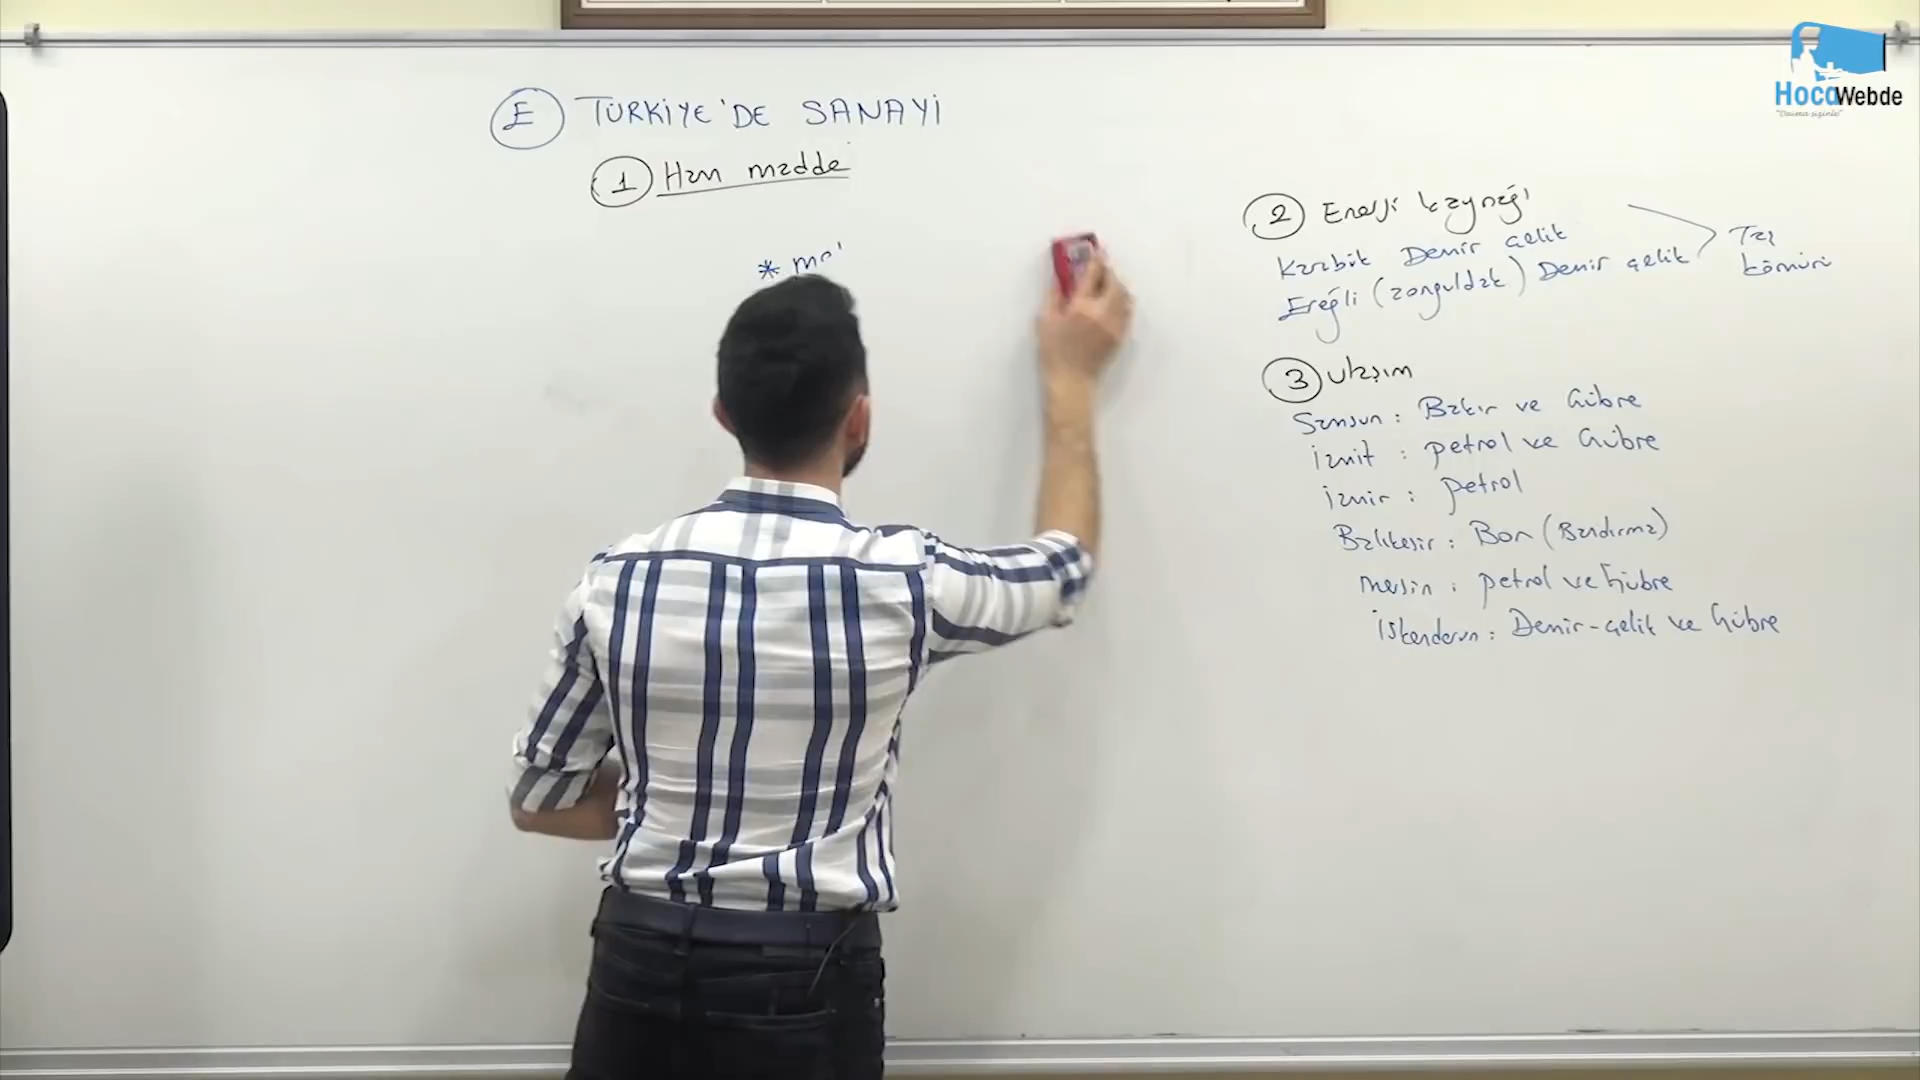 E TÜRKİYE'DE SANAYİ
1 Ham madde
2 Enerji kaynağı
Karabük Demir çelik
Ereğli (zonguldak) Demir çelik
Taş
kömürü
3 Ulaşım
Samsun : Bakır ve Gübre
İzmit : petrol ve Gübre
İzmir : petrol
Balıkesir : Bor (Bandırma)
Mersin : petrol ve Gübre
İskenderun : Demir-çelik ve Gübre
HocaWebde